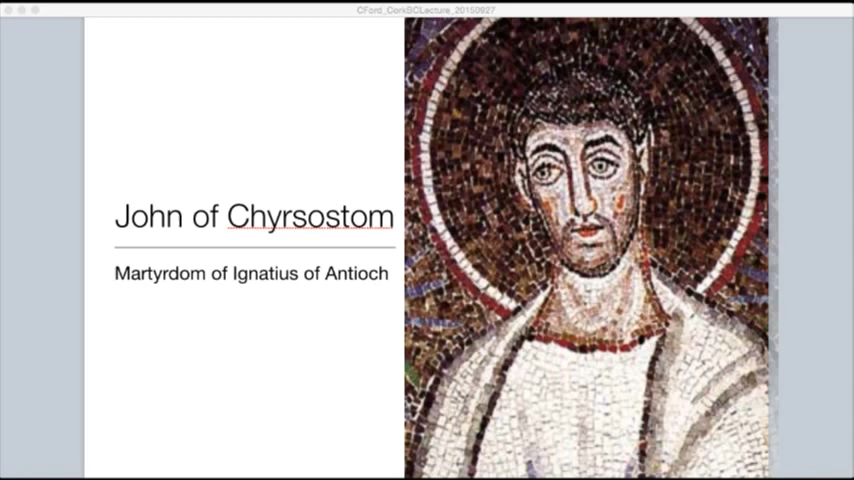 CFord_CorkBCLecture_20150927
John of Chyrsostom
Martyrdom of Ignatius of Antioch